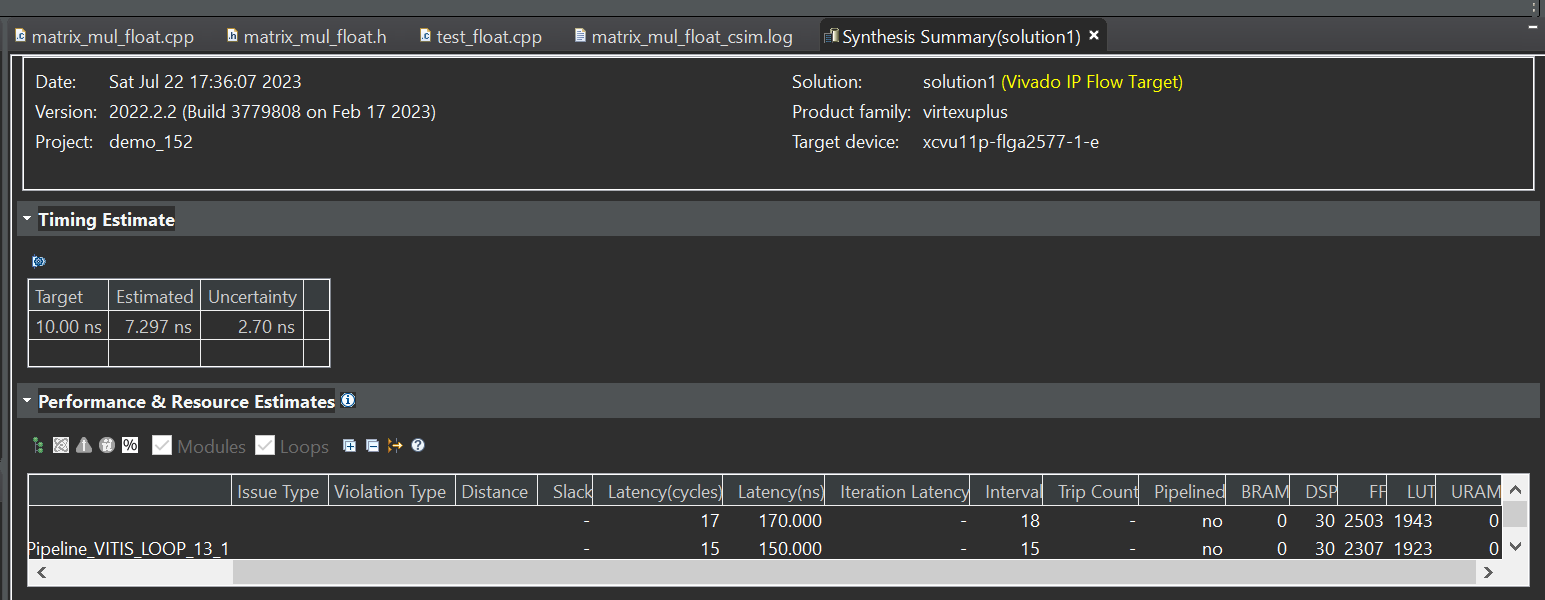 matrix_mul_float.cpp matrix_mul_float.h test_float.cpp matrix_mul_float_csim.log Synthesis Summary(solution1)
Date: Sat Jul 22 17:36:07 2023 Solution: solution1 (Vivado IP Flow Target)
Version: 2022.2.2 (Build 3779808 on Feb 17 2023) Product family: virtexuplus
Project: demo_152 Target device: xcvu11p-flga2577-1-e
Timing Estimate
Target Estimated Uncertainty
10.00 ns 7.297 ns 2.70 ns
Performance & Resource Estimates
% Modules Loops
Issue Type Violation Type Distance Slack Latency(cycles) Latency(ns) Iteration Latency Interval Trip Count Pipelined BRAM DSP FF LUT URAM
- 17 170.000 - 18 - no 0 30 2503 1943 0
Pipeline_VITIS_LOOP_13_1 - 15 150.000 - 15 - no 0 30 2307 1923 0